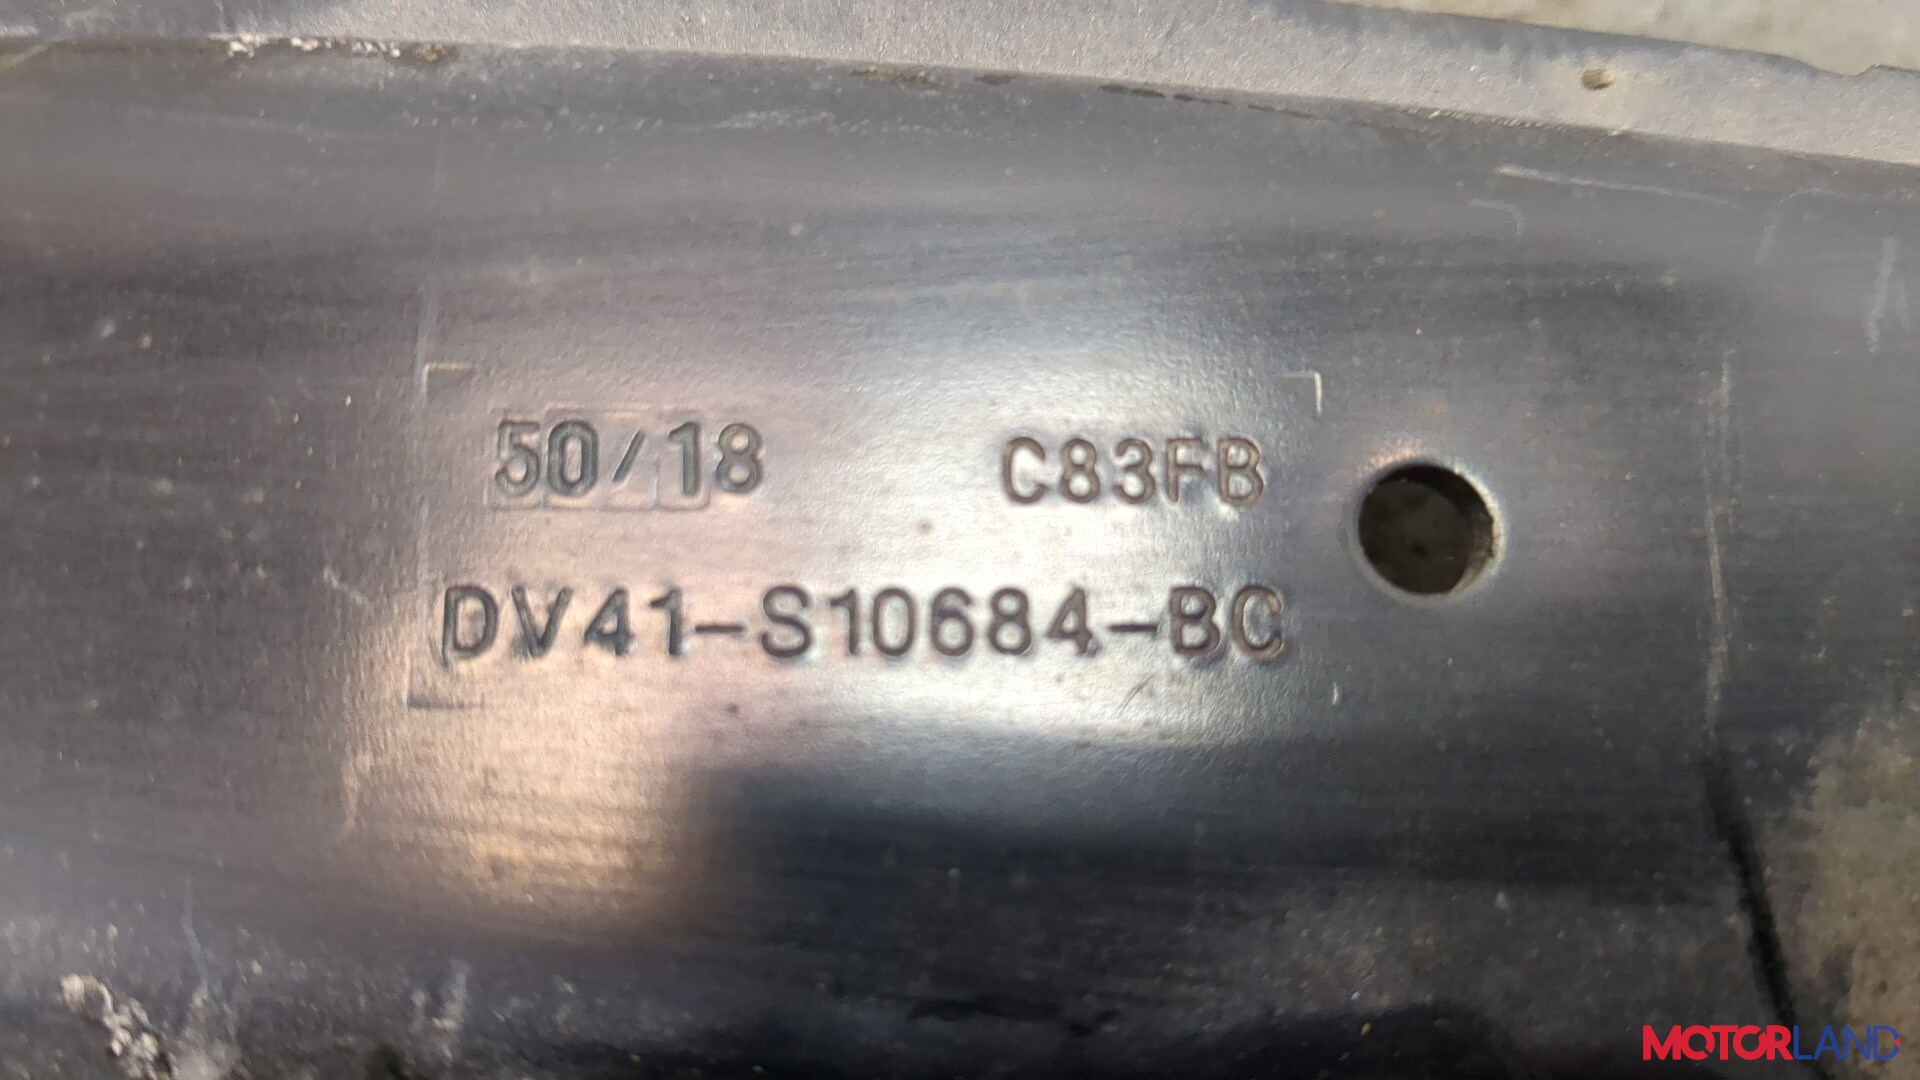 50/18 C83FB
DV41-S10684-BC
MOTORLAND